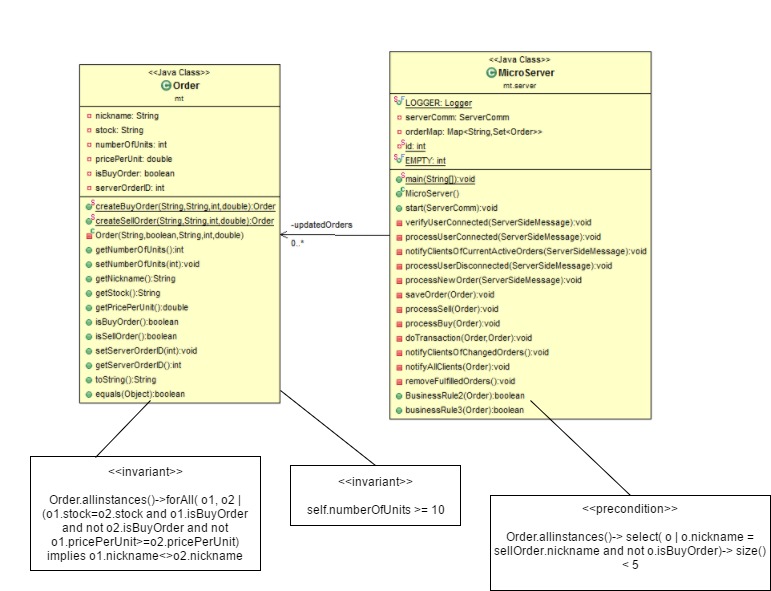 <<Java Class>>
Order
mt
nickname: String
stock: String
numberOfUnits: int
pricePerUnit: double
isBuyOrder: boolean
serverOrderID: int
createBuyOrder(String,String,int,double):Order
createSellOrder(String,String,int,double):Order
Order(String,boolean,String,int,double)
getNumberOfUnits():int
setNumberOfUnits(int):void
getNickname():String
getStock():String
getPricePerUnit():double
isBuyOrder():boolean
isSellOrder():boolean
setServerOrderID(int):void
getServerOrderID():int
toString():String
equals(Object):boolean
-updatedOrders
0..*
<<Java Class>>
MicroServer
mt.server
LOGGER: Logger
serverComm: ServerComm
orderMap: Map<String,Set<Order>>
id: int
EMPTY: int
main(String[]):void
MicroServer()
start(ServerComm):void
verifyUserConnected(ServerSideMessage):void
processUserConnected(ServerSideMessage):void
notifyClientsOfCurrentActiveOrders(ServerSideMessage):void
processUserDisconnected(ServerSideMessage):void
processNewOrder(ServerSideMessage):void
saveOrder(Order):void
processSell(Order):void
processBuy(Order):void
doTransaction(Order,Order):void
notifyClientsOfChangedOrders():void
notifyAllClients(Order):void
removeFulfilledOrders():void
BusinessRule2(Order):boolean
businessRule3(Order):boolean
<<invariant>>
Order.allinstances()->forAll( o1, o2 |
(o1.stock=o2.stock and o1.isBuyOrder
and not o2.isBuyOrder and not
o1.pricePerUnit>=o2.pricePerUnit)
implies o1.nickname<>o2.nickname
<<invariant>>
self.numberOfUnits >= 10
<<precondition>>
Order.allinstances()-> select( o | o.nickname =
sellOrder.nickname and not o.isBuyOrder)-> size()
< 5